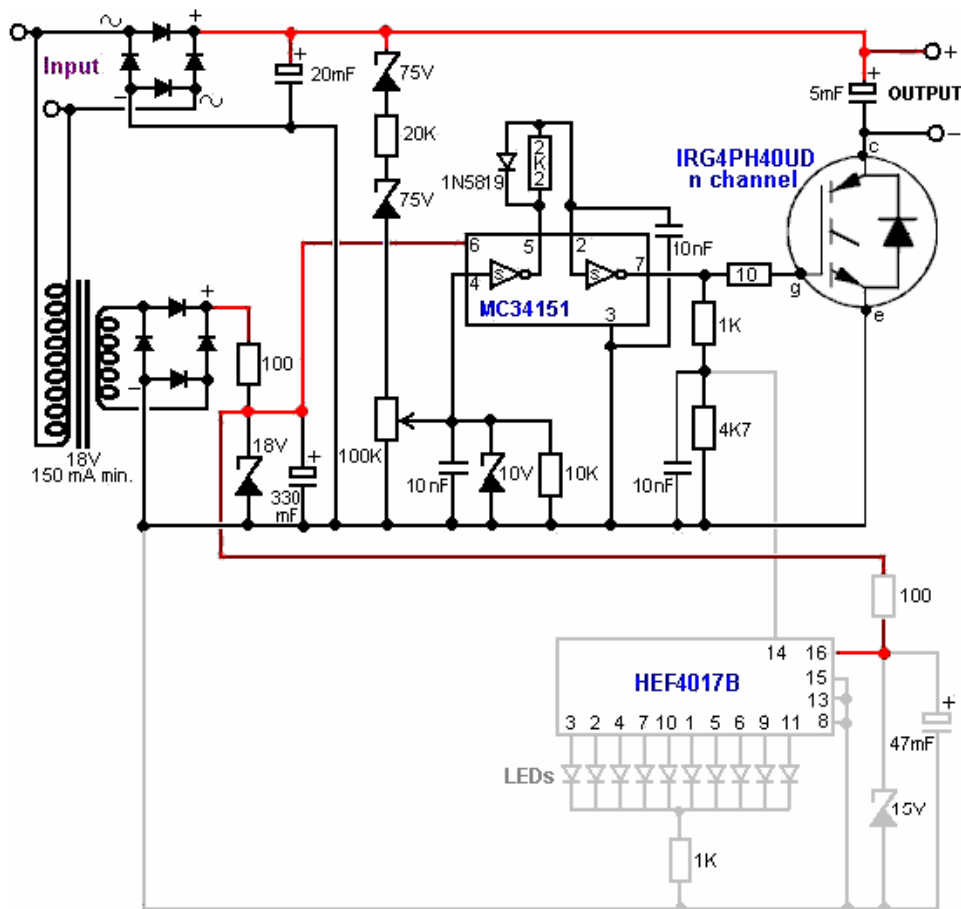 +
Input
20mF
+
75V
20K
75V
1N5819
2K2
10nF
5mF
+
OUTPUT
+
−
IRG4PH40UD
n channel
c
g
e
6
5
2
7
4
3
S
S
MC34151
10
1K
4K7
10nF
+
−
100
18V
150 mA min.
18V
+
330
mF
100K
10nF
10V
10K
100
14
16
15
13
8
HEF4017B
3 2 4 7 10 1 5 6 9 11
LEDs
1K
+
47mF
15V
−